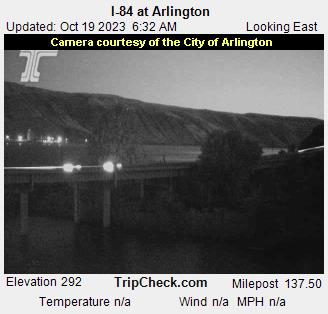 I-84 at Arlington
Updated: Oct 19 2023 6:32 AM Looking East
Camera courtesy of the City of Arlington
Elevation 292 TripCheck.com Milepost 137.50
Temperature n/a Wind n/a MPH n/a